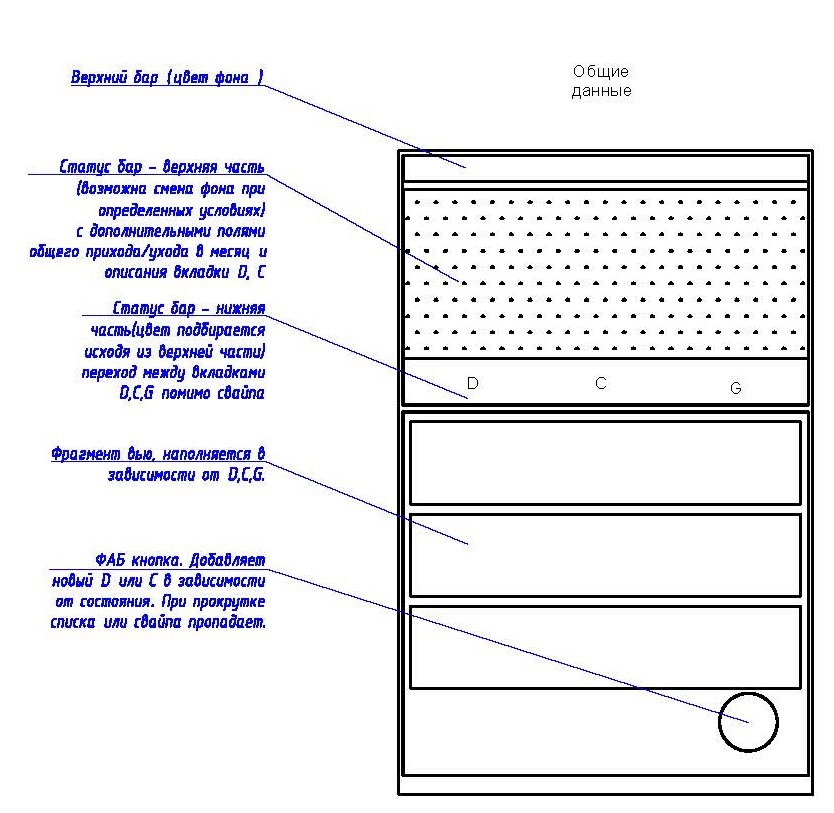 Общие
данные
Верхний бар (цвет фона )
Статус бар – верхняя часть
(возможна смена фона при
определенных условиях)
с дополнительными полями
общего прихода/ухода в месяц и
описания вкладки D, C
Статус бар – нижняя
часть(цвет подбирается
исходя из верхней части)
переход между вкладками
D,C,G помимо свайпа
D C G
Фрагмент вью, наполняется в
зависимости от D,C,G.
ФАБ кнопка. Добавляет
новый D или C в зависимости
от состояния. При прокрутке
списка или свайпа пропадает.